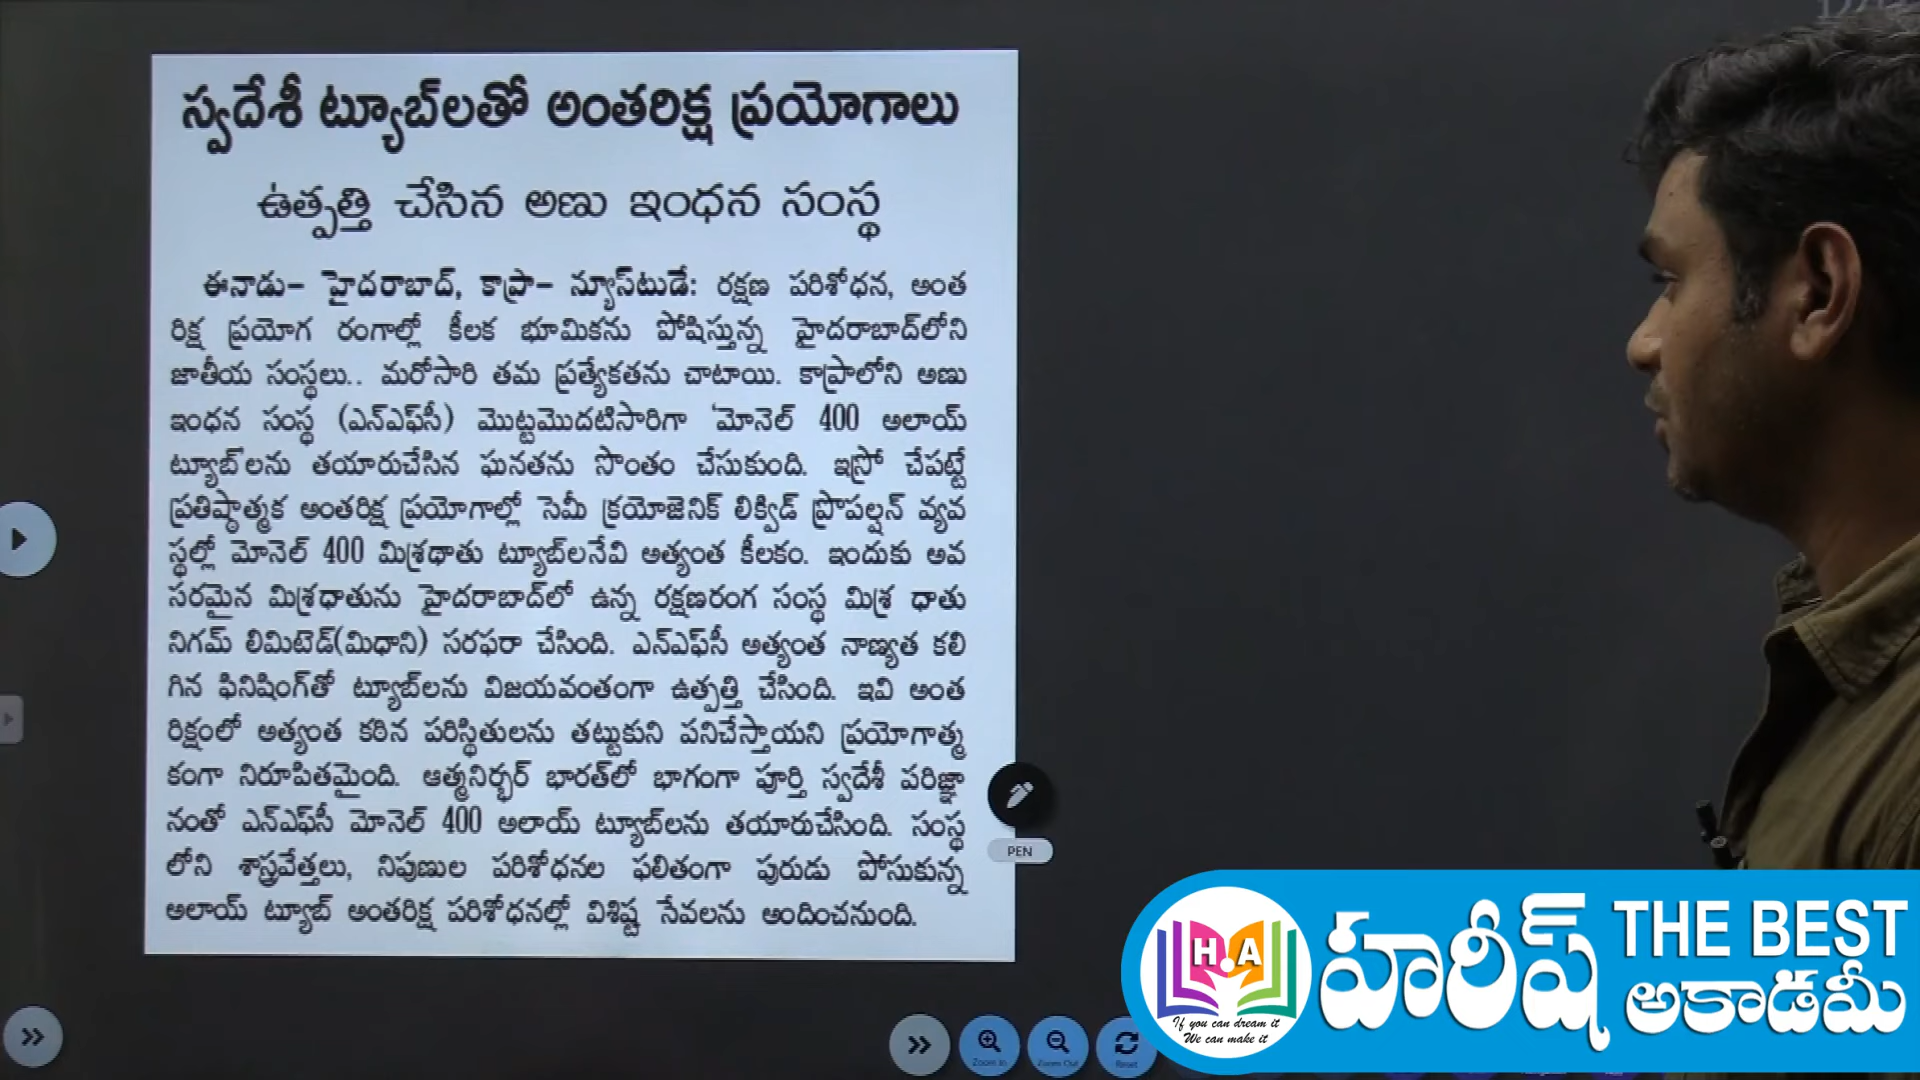 స్వదేశీ ట్యూబ్‌లతో అంతరిక్ష ప్రయోగాలు
ఉత్పత్తి చేసిన అణు ఇంధన సంస్థ
ఈనాడు- హైదరాబాద్, కాప్రా- న్యూస్‌టుడే: రక్షణ పరిశోధన, అంత
రిక్ష ప్రయోగ రంగాల్లో కీలక భూమికను పోషిస్తున్న హైదరాబాద్‌లోని
జాతీయ సంస్థలు.. మరోసారి తమ ప్రత్యేకతను చాటాయి. కాప్రాలోని అణు
ఇంధన సంస్థ (ఎన్ఎఫ్‌సీ) మొట్టమొదటిసారిగా 'మోనెల్ 400 అలాయ్
ట్యూబ్'లను తయారుచేసిన ఘనతను సొంతం చేసుకుంది. ఇస్రో చేపట్టే
ప్రతిష్ఠాత్మక అంతరిక్ష ప్రయోగాల్లో సెమీ క్రయోజెనిక్ లిక్విడ్ ప్రొపల్షన్ వ్యవ
స్థల్లో మోనెల్ 400 మిశ్రధాతు ట్యూబ్‌లనేవి అత్యంత కీలకం. ఇందుకు అవ
సరమైన మిశ్రధాతును హైదరాబాద్‌లో ఉన్న రక్షణరంగ సంస్థ మిశ్ర ధాతు
నిగమ్ లిమిటెడ్(మిధాని) సరఫరా చేసింది. ఎన్ఎఫ్‌సీ అత్యంత నాణ్యత కలి
గిన ఫినిషింగ్‌తో ట్యూబ్‌లను విజయవంతంగా ఉత్పత్తి చేసింది. ఇవి అంత
రిక్షంలో అత్యంత కఠిన పరిస్థితులను తట్టుకుని పనిచేస్తాయని ప్రయోగాత్మ
కంగా నిరూపితమైంది. ఆత్మనిర్భర్ భారత్‌లో భాగంగా పూర్తి స్వదేశీ పరిజ్ఞా
నంతో ఎన్ఎఫ్‌సీ మోనెల్ 400 అలాయ్ ట్యూబ్‌లను తయారుచేసింది. సంస్థ
లోని శాస్త్రవేత్తలు, నిపుణుల పరిశోధనల ఫలితంగా పురుడు పోసుకున్న
అలాయ్ ట్యూబ్ అంతరిక్ష పరిశోధనల్లో విశిష్ట సేవలను అందించనుంది.
PEN
Zoom In
Zoom Out
Reset
H.A
If you can dream it
We can make it
హరీష్
THE BEST
అకాడమీ